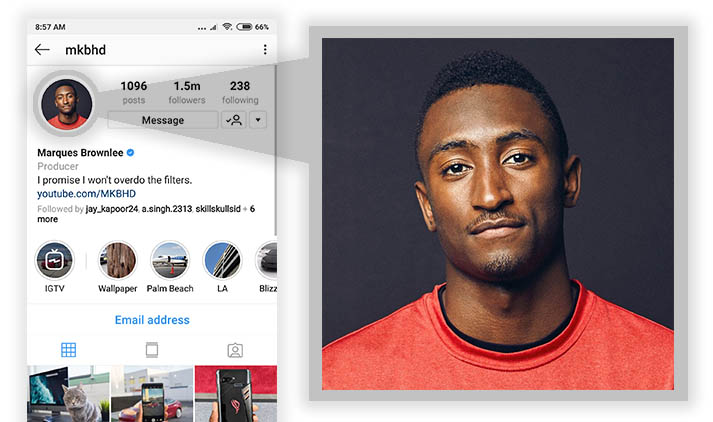 8:57 AM ... 66%
mkbhd
1096 1.5m 238
posts followers following
Message
Marques Brownlee
Producer
I promise I won't overdo the filters.
youtube.com/MKBHD
Followed by jay_kapoor24, a.singh.2313, skillskullsid + 6
more
IGTV Wallpaper Palm Beach LA Blizz
Email address